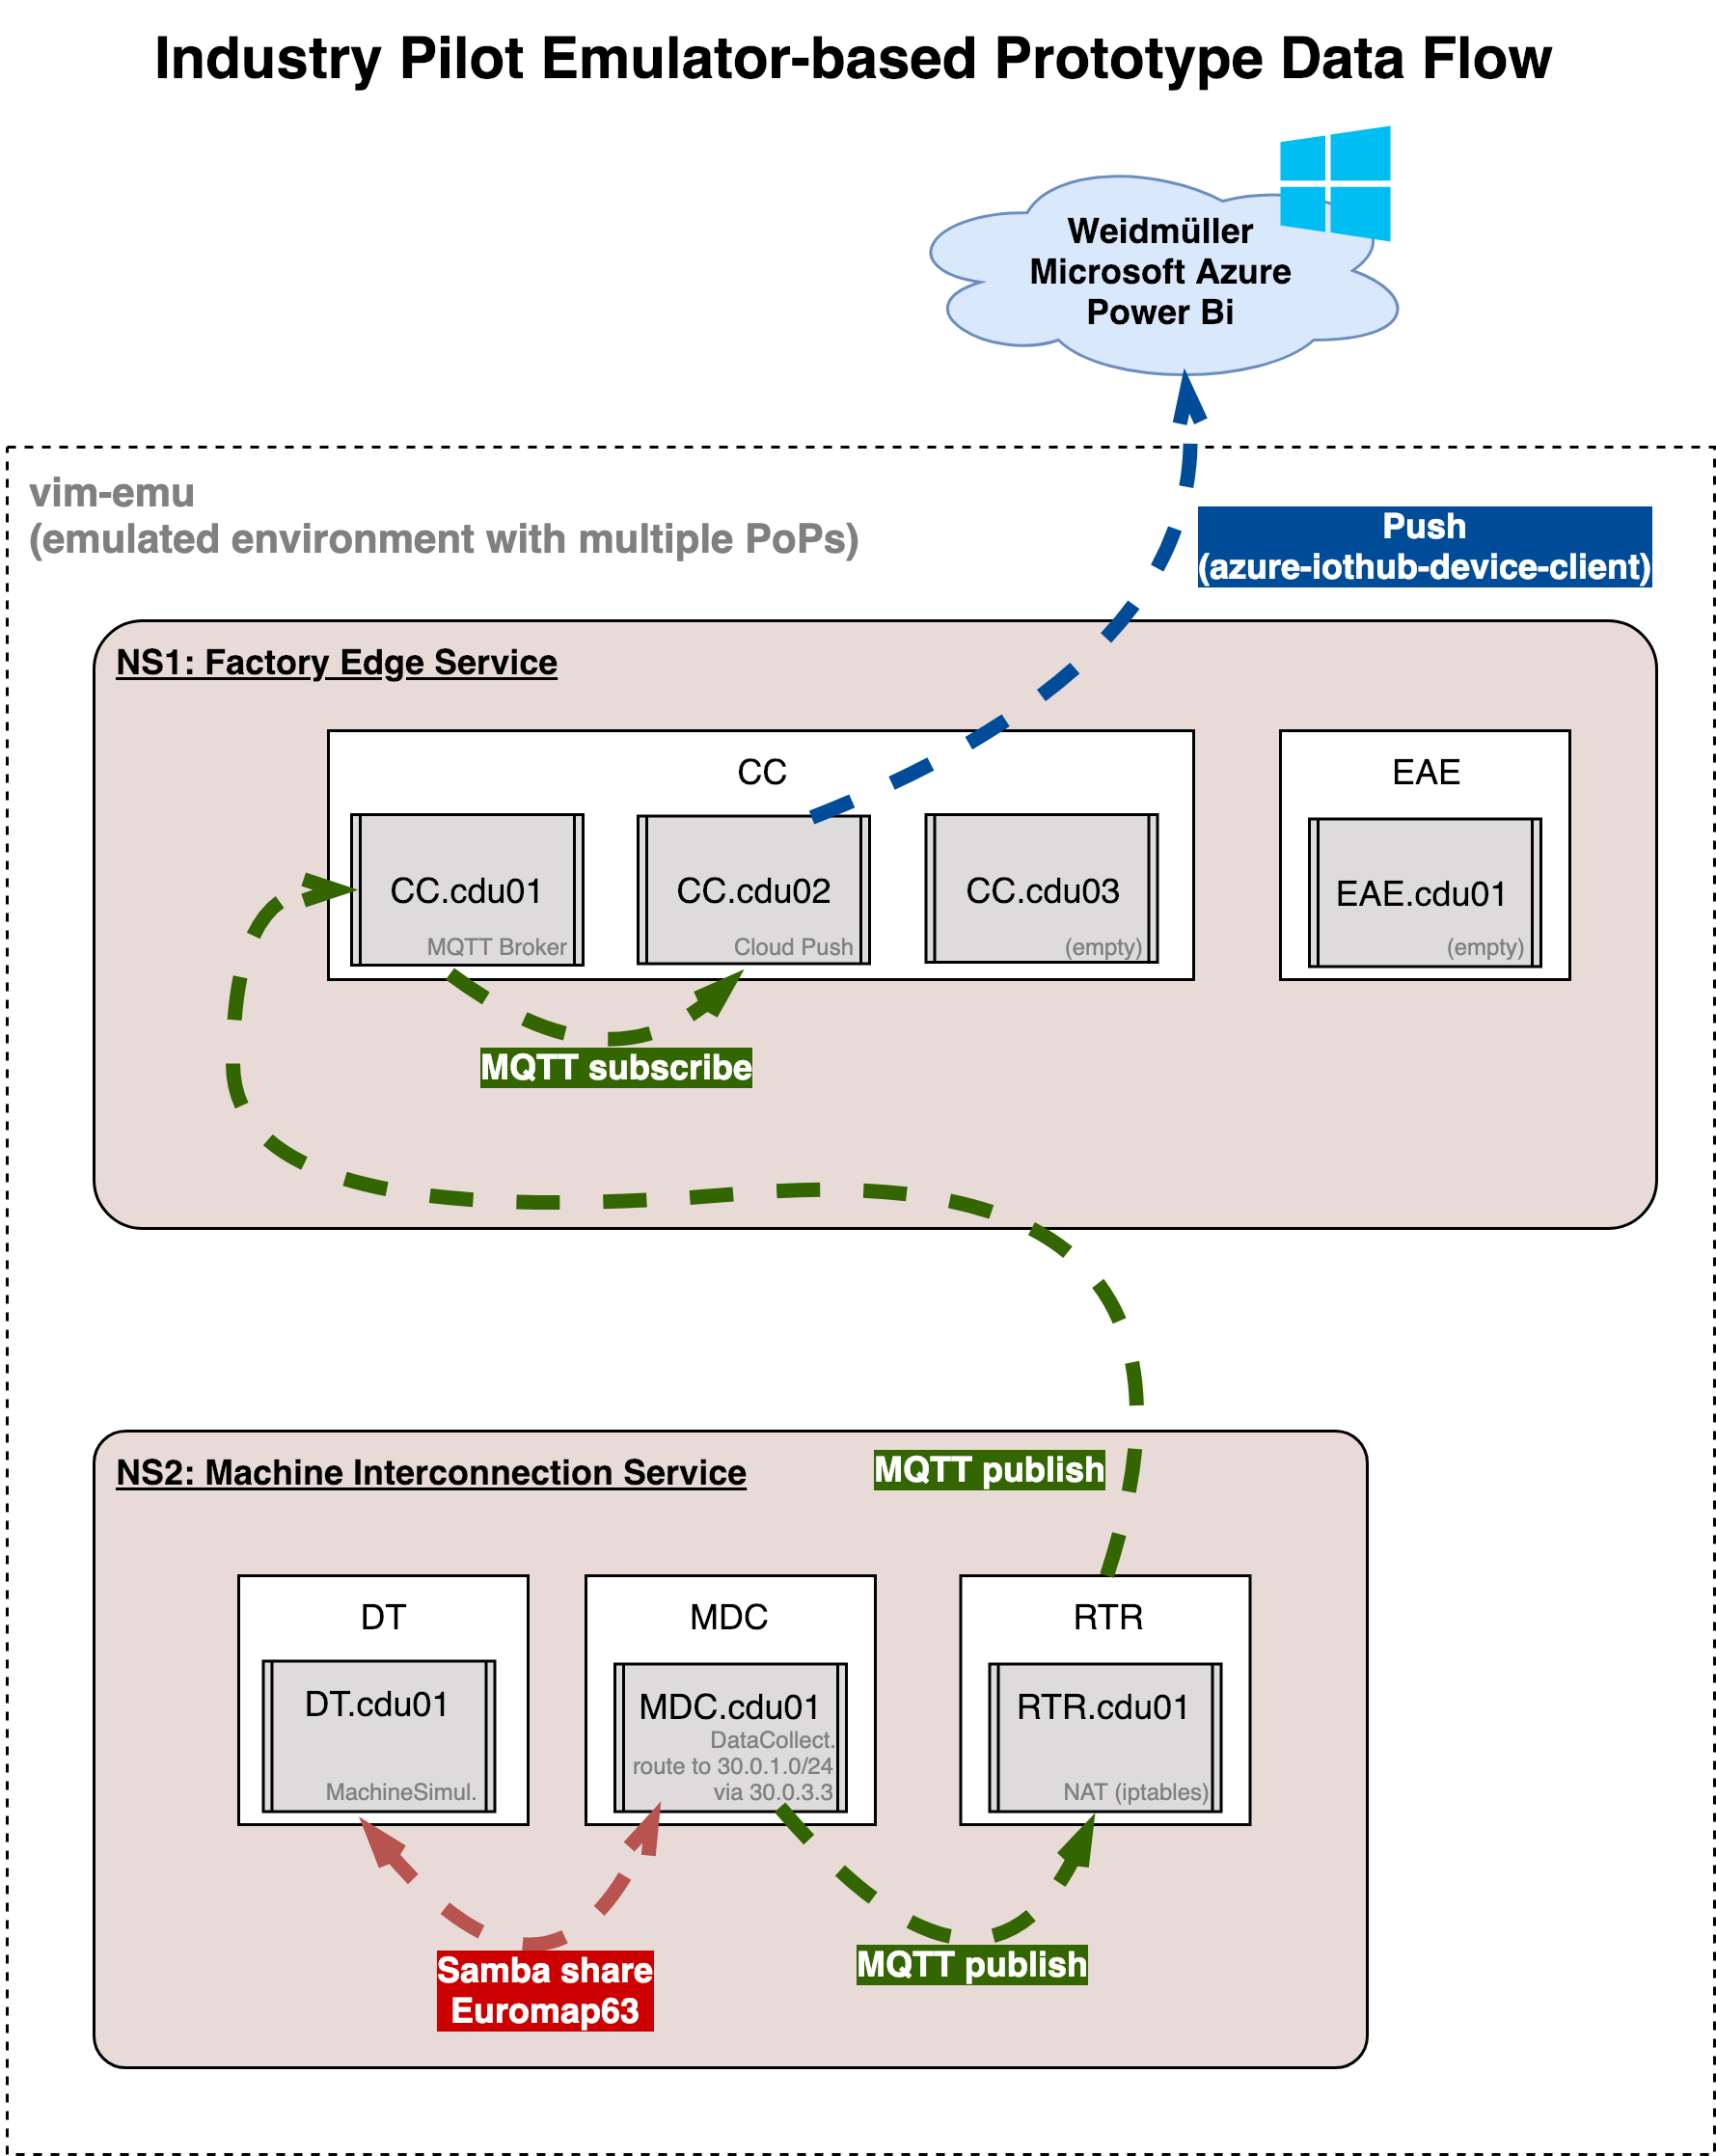 Industry Pilot Emulator-based Prototype Data Flow
Weidmüller
Microsoft Azure
Power Bi
vim-emu
(emulated environment with multiple PoPs)
Push
(azure-iothub-device-client)
NS1: Factory Edge Service
CC
EAE
CC.cdu01
MQTT Broker
CC.cdu02
Cloud Push
CC.cdu03
(empty)
EAE.cdu01
(empty)
MQTT subscribe
NS2: Machine Interconnection Service
MQTT publish
DT
MDC
RTR
DT.cdu01
MachineSimul.
MDC.cdu01
DataCollect.
route to 30.0.1.0/24
via 30.0.3.3
RTR.cdu01
NAT (iptables)
Samba share
Euromap63
MQTT publish